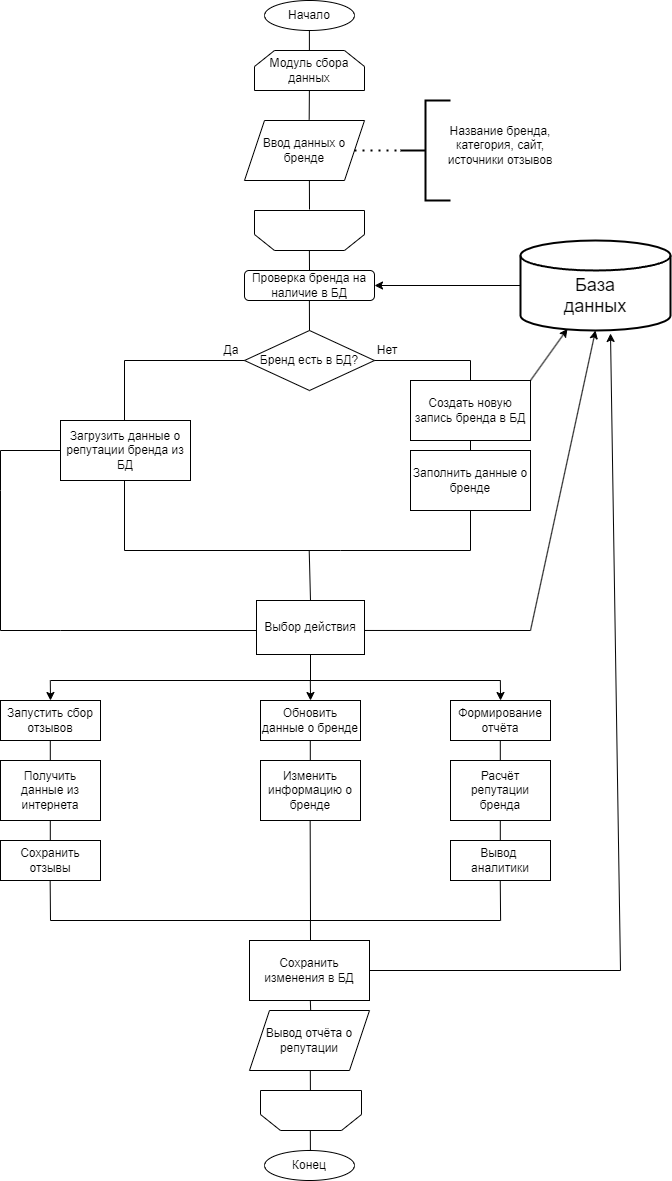 Начало
Модуль сбора
данных
Ввод данных о
бренде
Название бренда,
категория, сайт,
источники отзывов
Проверка бренда на
наличие в БД
База
данных
Да
Бренд есть в БД?
Нет
Загрузить данные о
репутации бренда из
БД
Создать новую
запись бренда в БД
Заполнить данные о
бренде
Выбор действия
Запустить сбор
отзывов
Обновить
данные о бренде
Формирование
отчёта
Получить
данные из
интернета
Изменить
информацию о
бренде
Расчёт
репутации
бренда
Сохранить
отзывы
Вывод
аналитики
Сохранить
изменения в БД
Вывод отчёта о
репутации
Конец